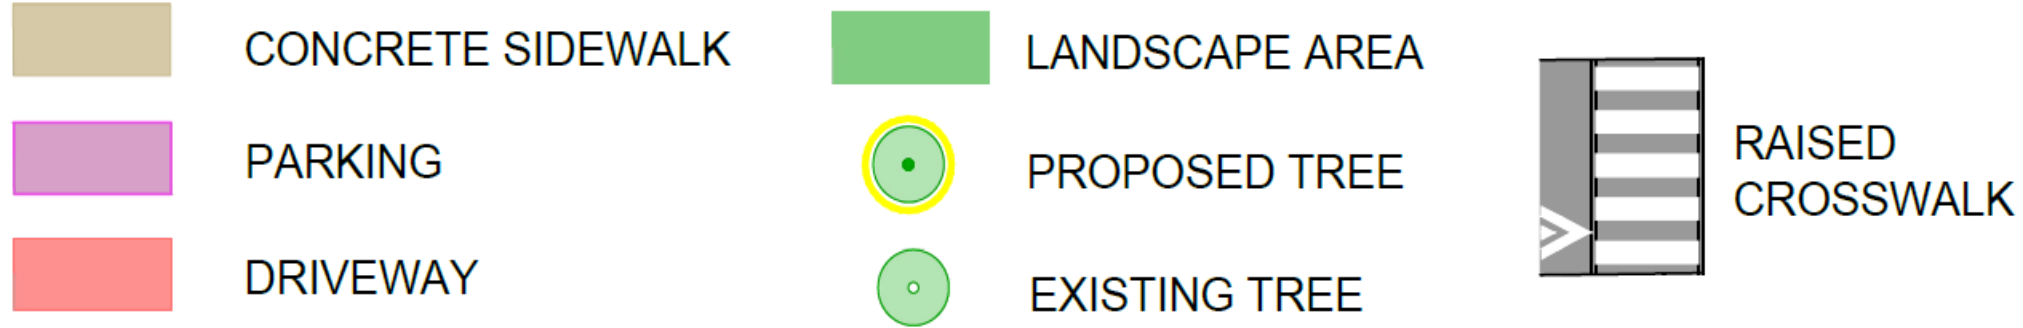 CONCRETE SIDEWALK
PARKING
DRIVEWAY
LANDSCAPE AREA
PROPOSED TREE
EXISTING TREE
RAISED
CROSSWALK